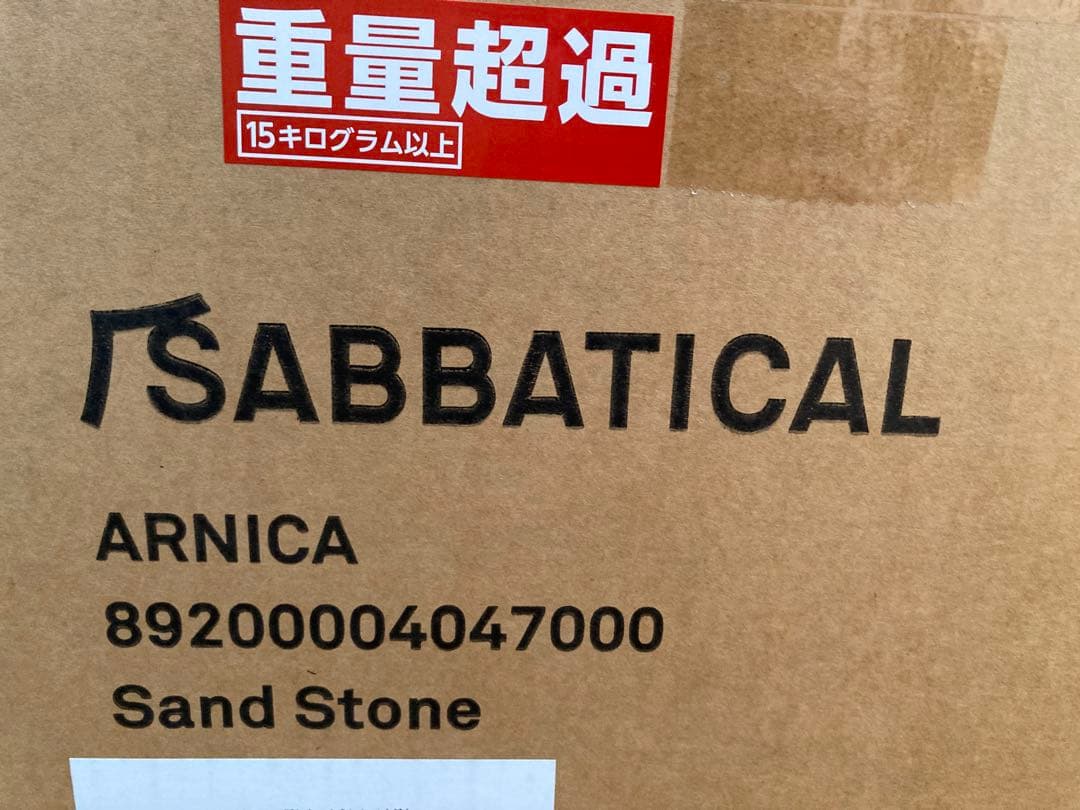 重量超過
15キログラム以上
SABBATICAL
ARNICA
89200004047000
Sand Stone